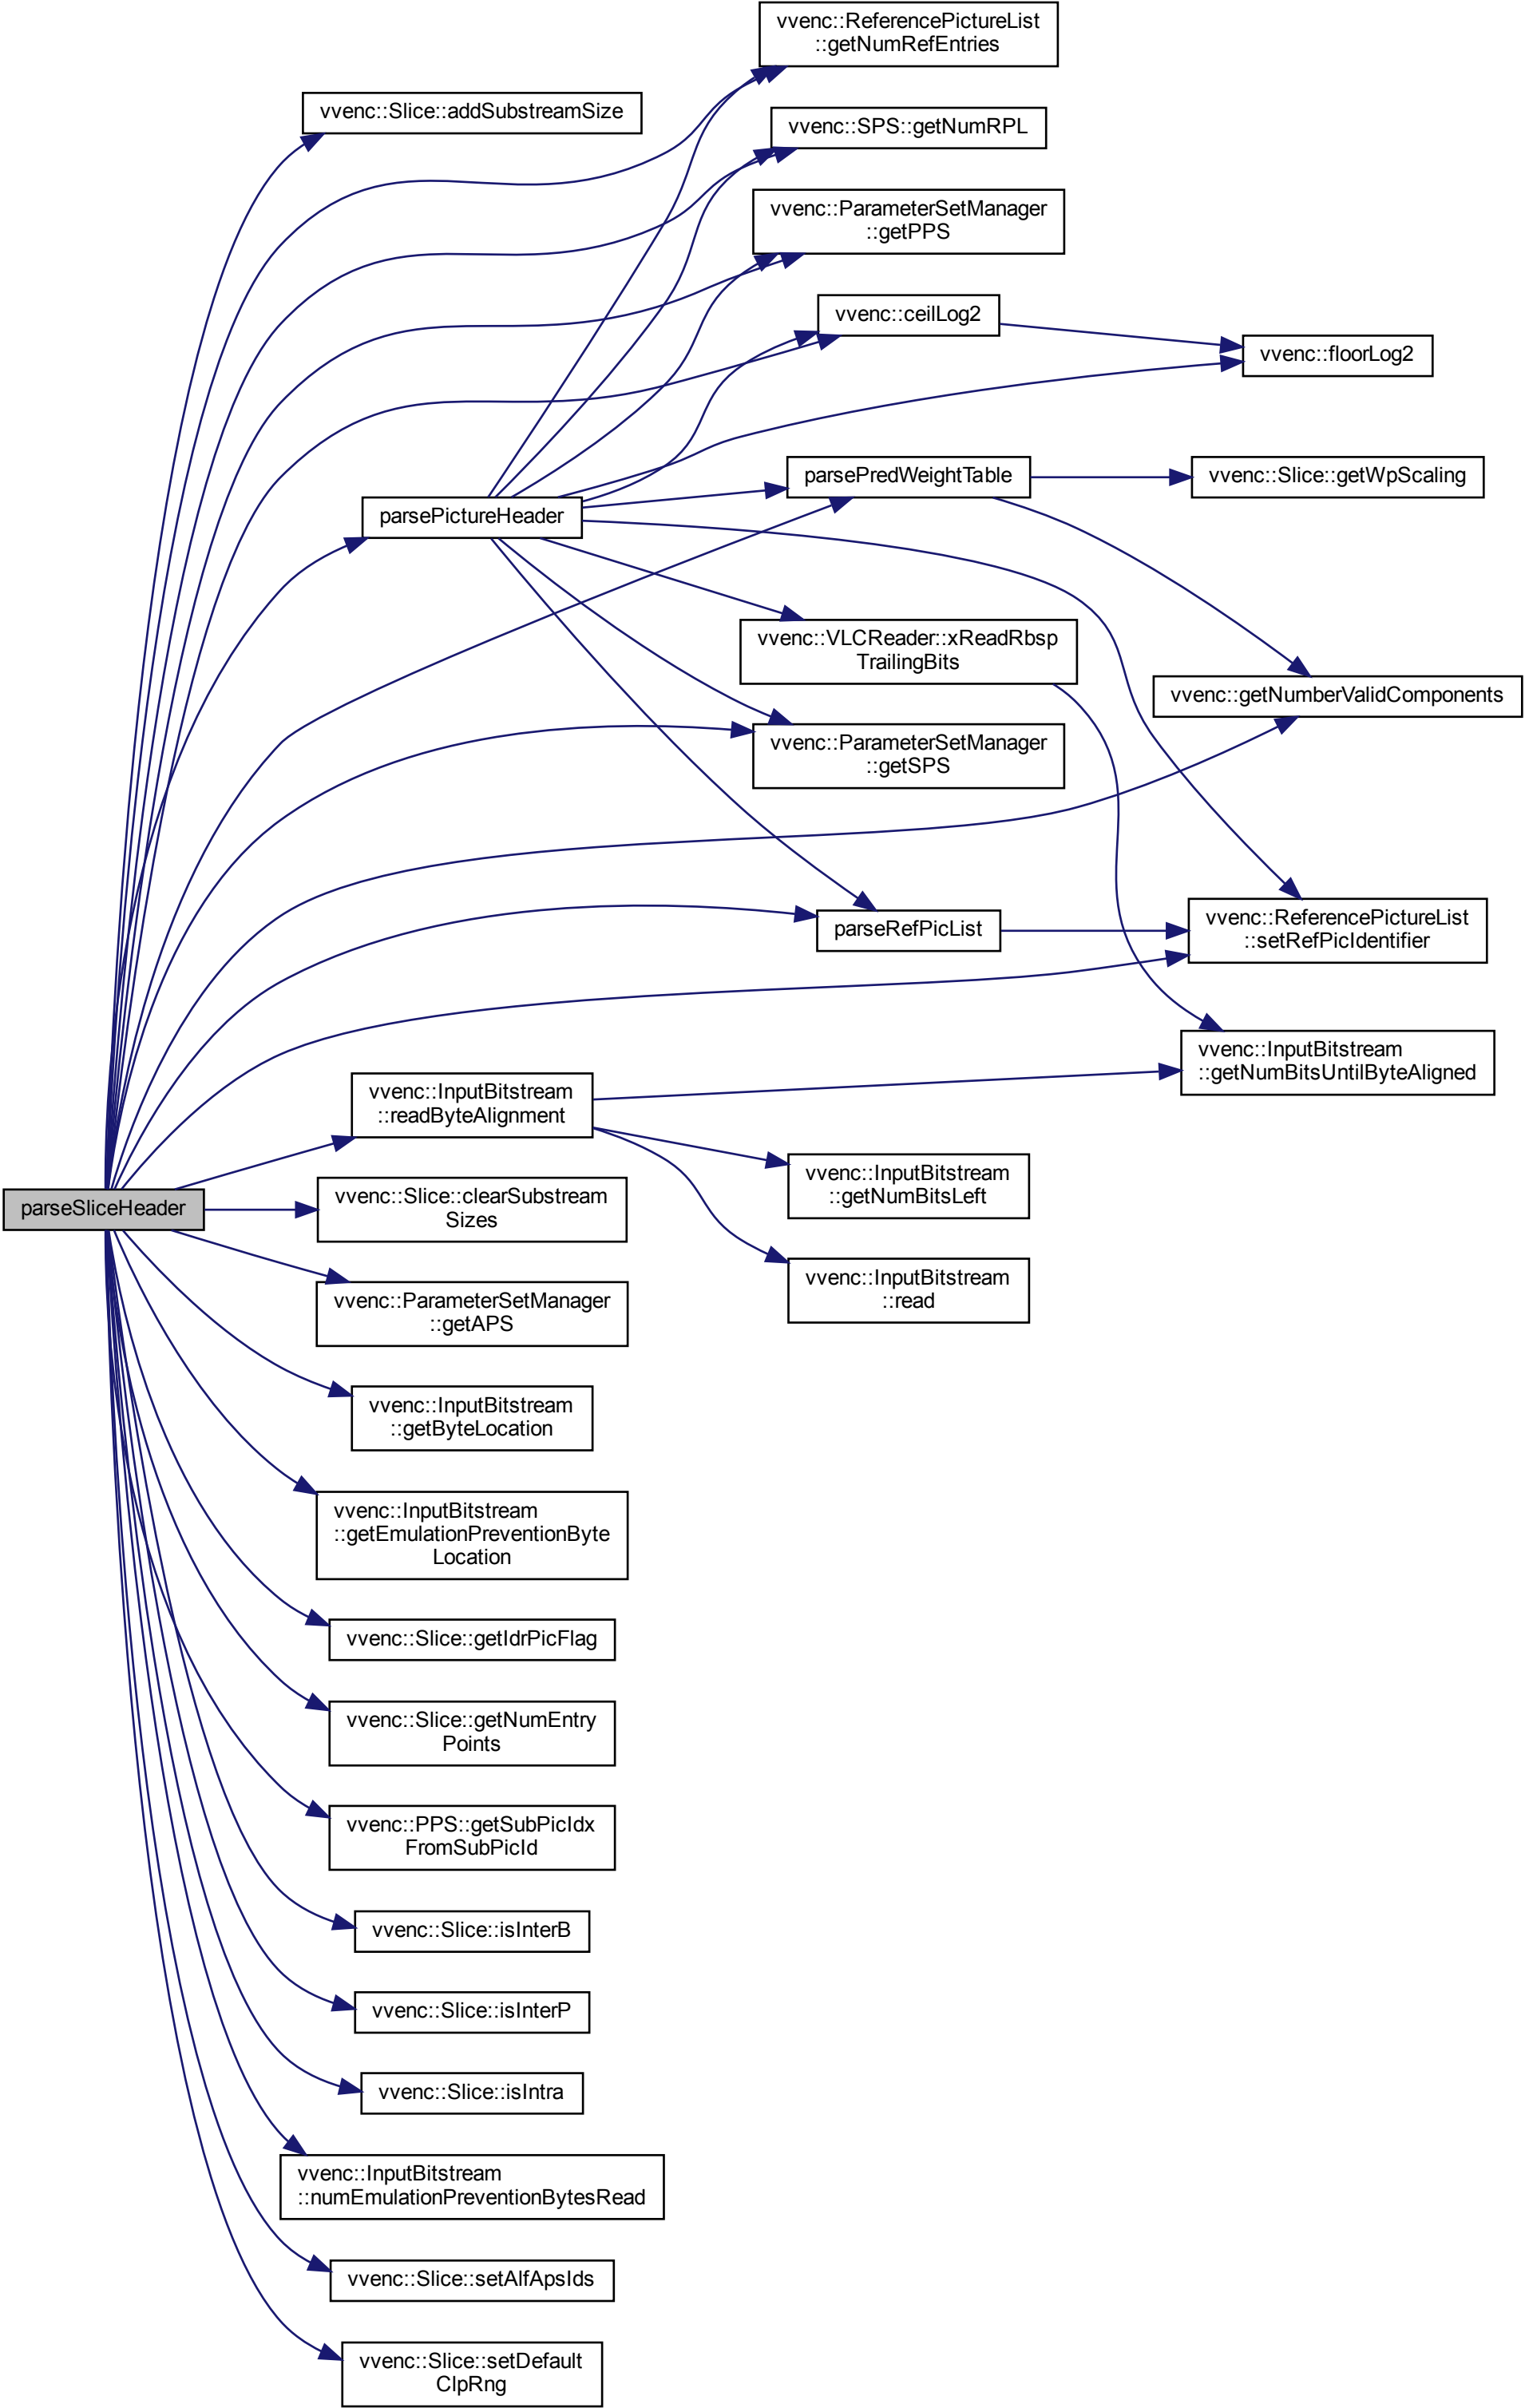 vvenc::ReferencePictureList
::getNumRefEntries
vvenc::Slice::addSubstreamSize
vvenc::SPS::getNumRPL
vvenc::ParameterSetManager
::getPPS
vvenc::ceilLog2
vvenc::floorLog2
parsePredWeightTable
vvenc::Slice::getWpScaling
parsePictureHeader
vvenc::VLCReader::xReadRbsp
TrailingBits
vvenc::getNumberValidComponents
vvenc::ParameterSetManager
::getSPS
parseRefPicList
vvenc::ReferencePictureList
::setRefPicIdentifier
vvenc::InputBitstream
::getNumBitsUntilByteAligned
vvenc::InputBitstream
::readByteAlignment
vvenc::InputBitstream
::getNumBitsLeft
parseSliceHeader
vvenc::Slice::clearSubstream
Sizes
vvenc::InputBitstream
::read
vvenc::ParameterSetManager
::getAPS
vvenc::InputBitstream
::getByteLocation
vvenc::InputBitstream
::getEmulationPreventionByte
Location
vvenc::Slice::getIdrPicFlag
vvenc::Slice::getNumEntry
Points
vvenc::PPS::getSubPicIdx
FromSubPicId
vvenc::Slice::isInterB
vvenc::Slice::isInterP
vvenc::Slice::isIntra
vvenc::InputBitstream
::numEmulationPreventionBytesRead
vvenc::Slice::setAlfApsIds
vvenc::Slice::setDefault
ClpRng